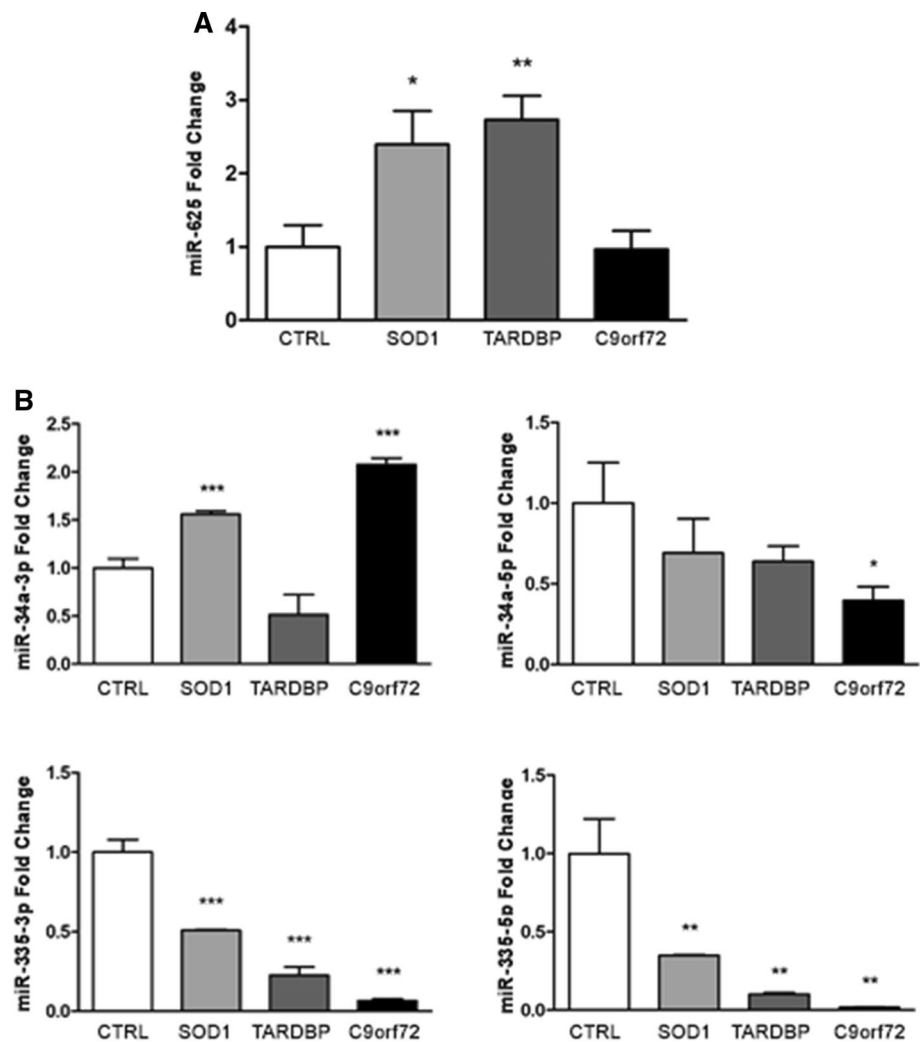 A
miR-625 Fold Change
4
3
2
1
0
*
**
CTRL SOD1 TARDBP C9orf72
B
miR-34a-3p Fold Change
2.5
2.0
1.5
1.0
0.5
0.0
***
***
CTRL SOD1 TARDBP C9orf72
miR-34a-5p Fold Change
1.5
1.0
0.5
0.0
*
CTRL SOD1 TARDBP C9orf72
miR-335-3p Fold Change
1.5
1.0
0.5
0.0
***
***
***
CTRL SOD1 TARDBP C9orf72
miR-335-5p Fold Change
1.5
1.0
0.5
0.0
**
**
**
CTRL SOD1 TARDBP C9orf72